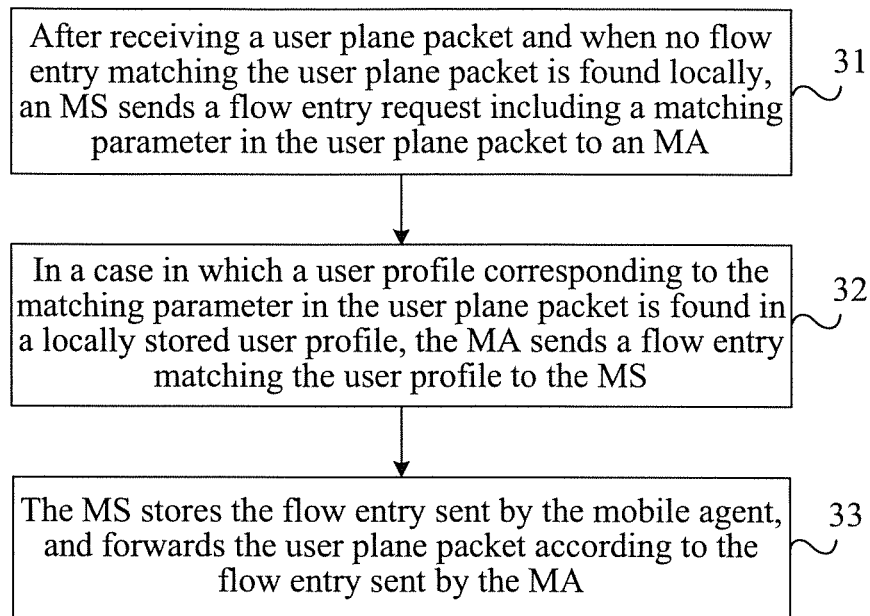 After receiving a user plane packet and when no flow
entry matching the user plane packet is found locally,
an MS sends a flow entry request including a matching
parameter in the user plane packet to an MA
31
In a case in which a user profile corresponding to the
matching parameter in the user plane packet is found in
a locally stored user profile, the MA sends a flow entry
matching the user profile to the MS
32
The MS stores the flow entry sent by the mobile agent,
and forwards the user plane packet according to the
flow entry sent by the MA
33